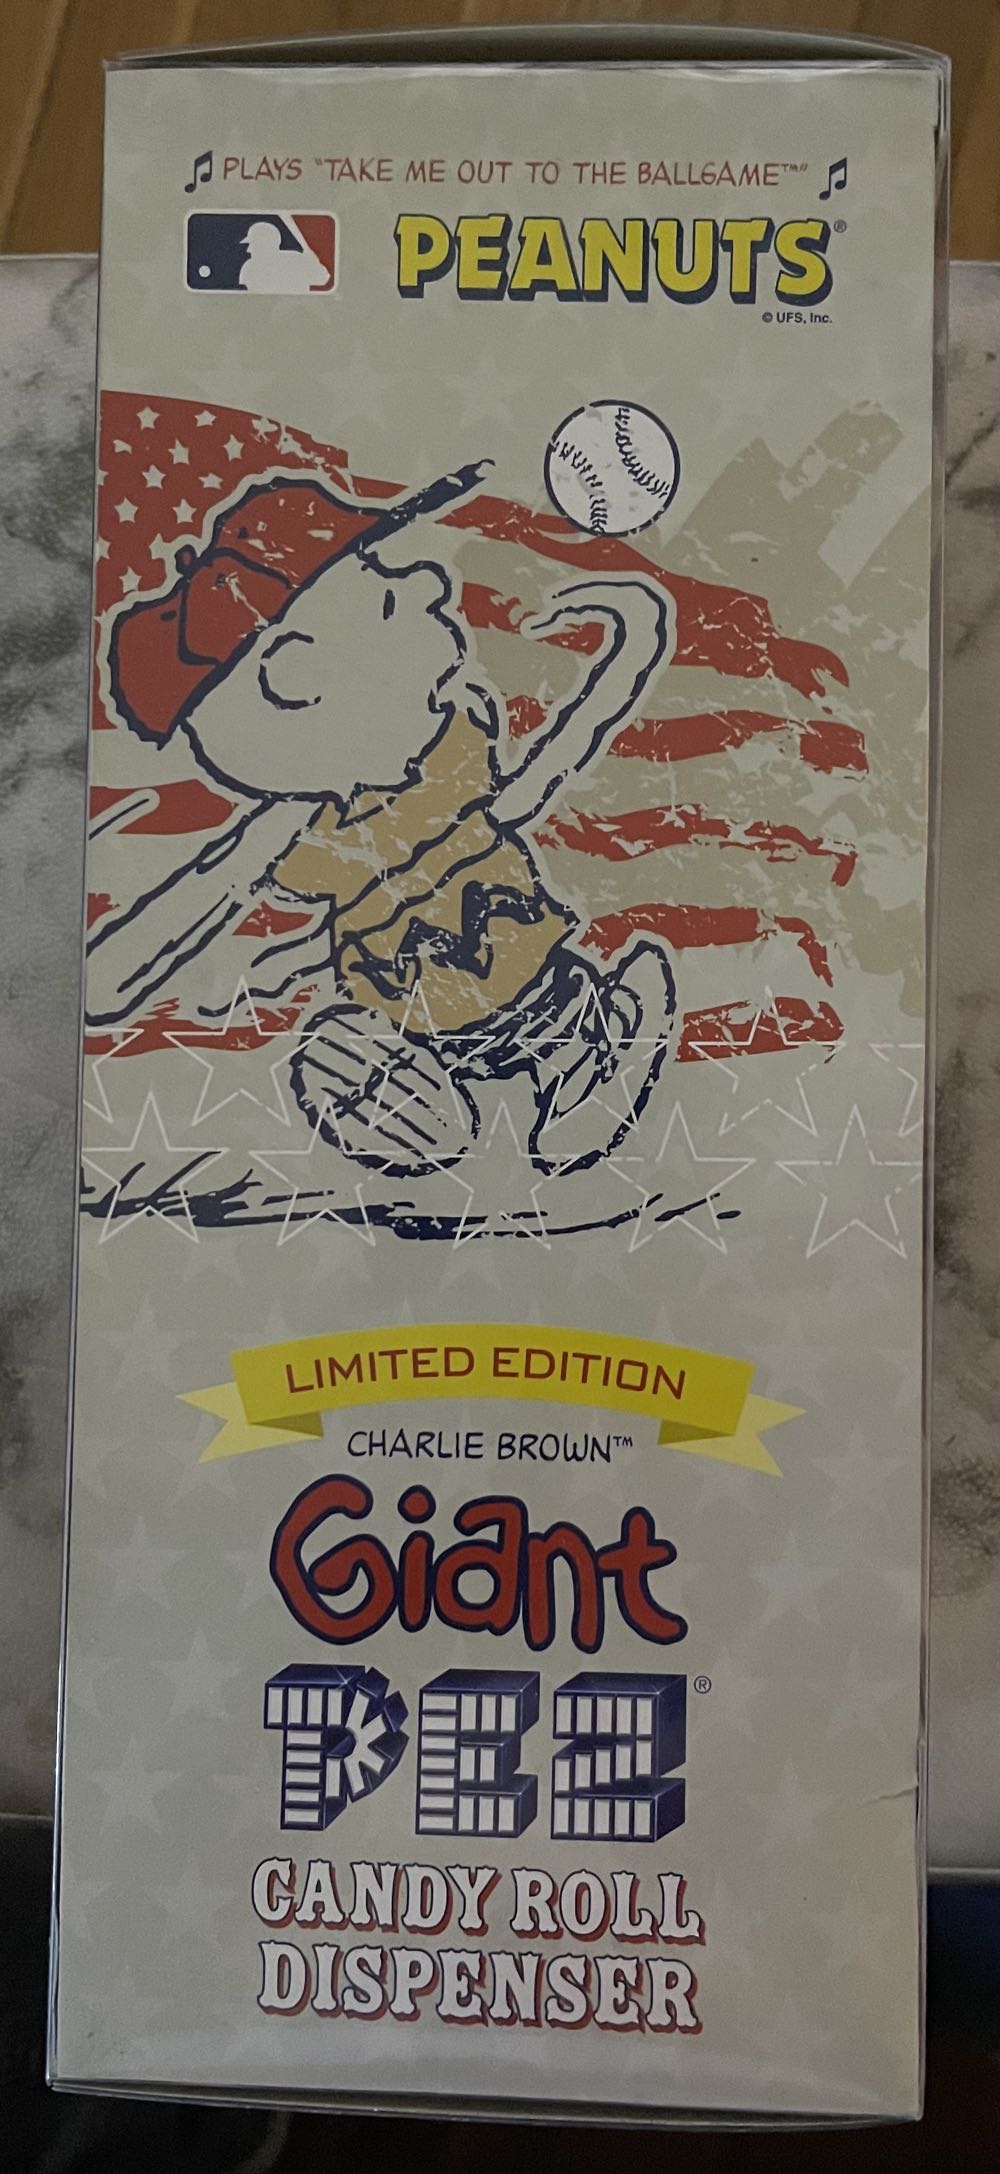 ♫ PLAYS "TAKE ME OUT TO THE BALLGAME™" ♫
PEANUTS®
© UFS, Inc.
LIMITED EDITION
CHARLIE BROWN™
Giant
PEZ®
CANDY ROLL
DISPENSER